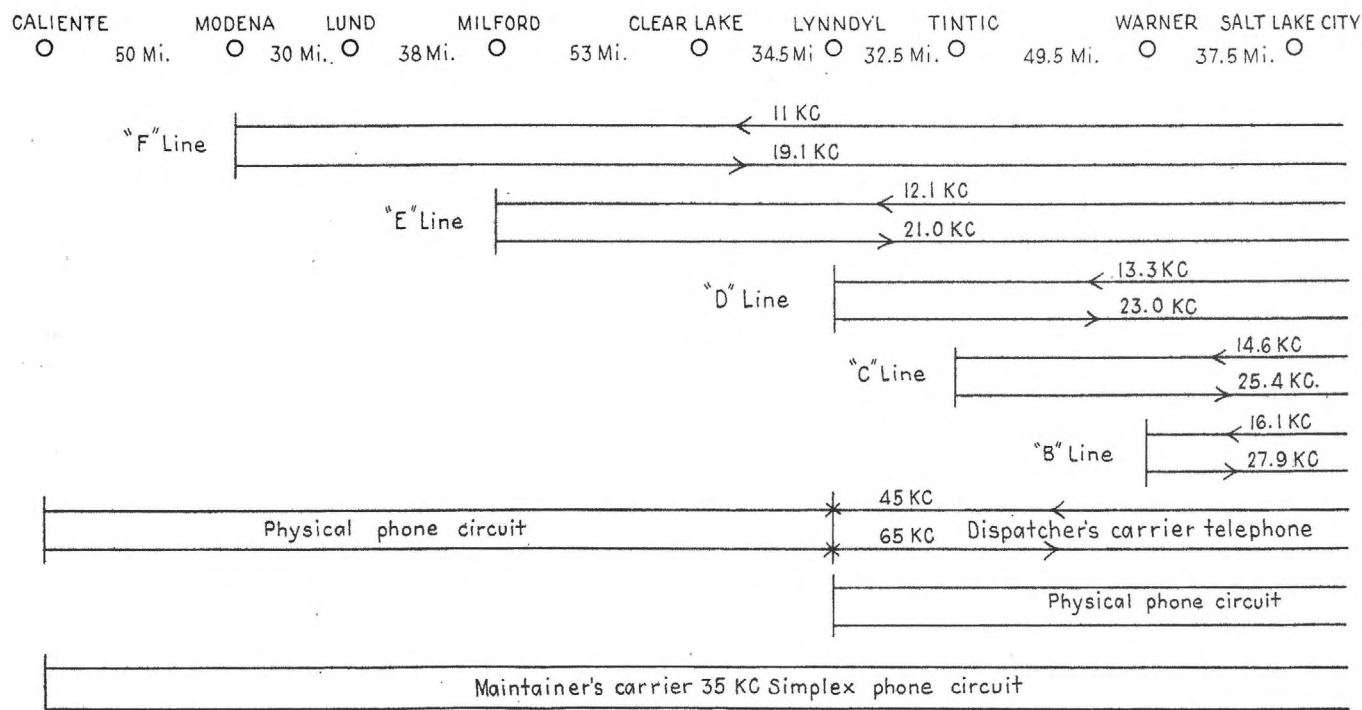 CALIENTE MODENA LUND MILFORD CLEAR LAKE LYNNDYL TINTIC WARNER SALT LAKE CITY
50 Mi. 30 Mi. 38 Mi. 53 Mi. 34.5 Mi 32.5 Mi. 49.5 Mi. 37.5 Mi.
11 KC
"F" Line
19.1 KC
12.1 KC
"E" Line
21.0 KC
13.3 KC
"D" Line
23.0 KC
14.6 KC
"C" Line
25.4 KC.
16.1 KC
"B" Line
27.9 KC
45 KC
Physical phone circuit Dispatcher's carrier telephone
65 KC
Physical phone circuit
Maintainer's carrier 35 KC Simplex phone circuit